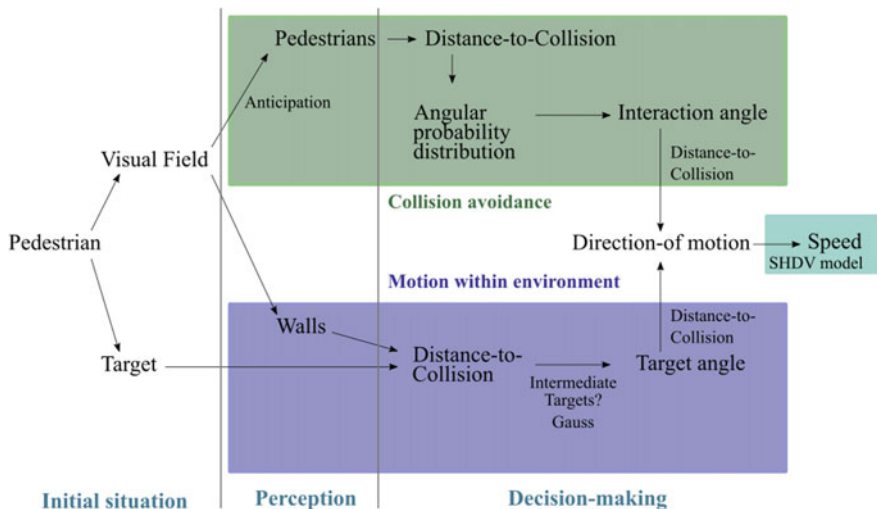 Pedestrians
Distance-to-Collision
Anticipation
Angular
probability
distribution
Interaction angle
Visual Field
Distance-to-
Collision
Collision avoidance
Pedestrian
Direction-of motion
Speed
SHDV model
Motion within environment
Walls
Distance-to-
Collision
Target
Distance-to-
Collision
Target angle
Intermediate
Targets?
Gauss
Initial situation
Perception
Decision-making